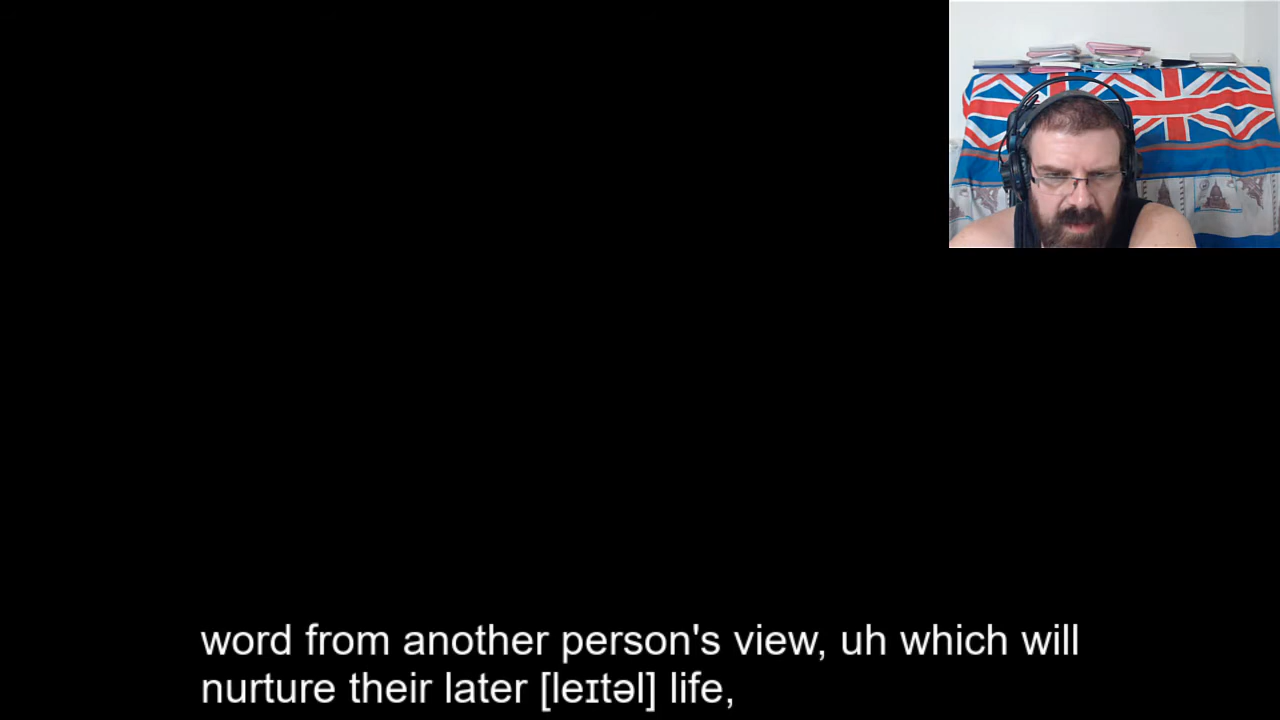 word from another person's view, uh which will
nurture their later [leɪtəl] life,